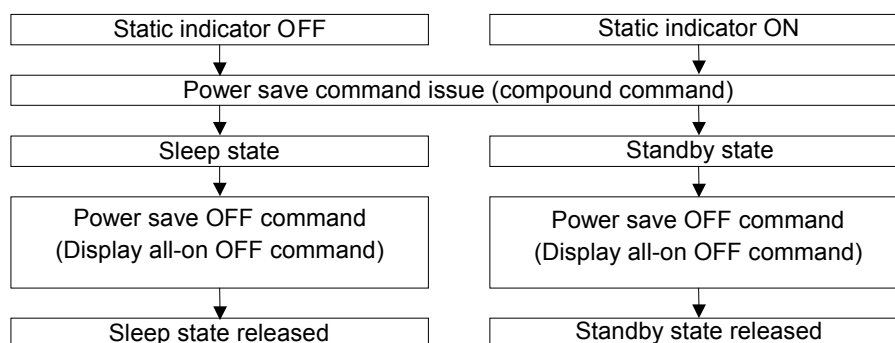 Static indicator OFF
Static indicator ON
Power save command issue (compound command)
Sleep state
Standby state
Power save OFF command
(Display all-on OFF command)
Power save OFF command
(Display all-on OFF command)
Sleep state released
Standby state released